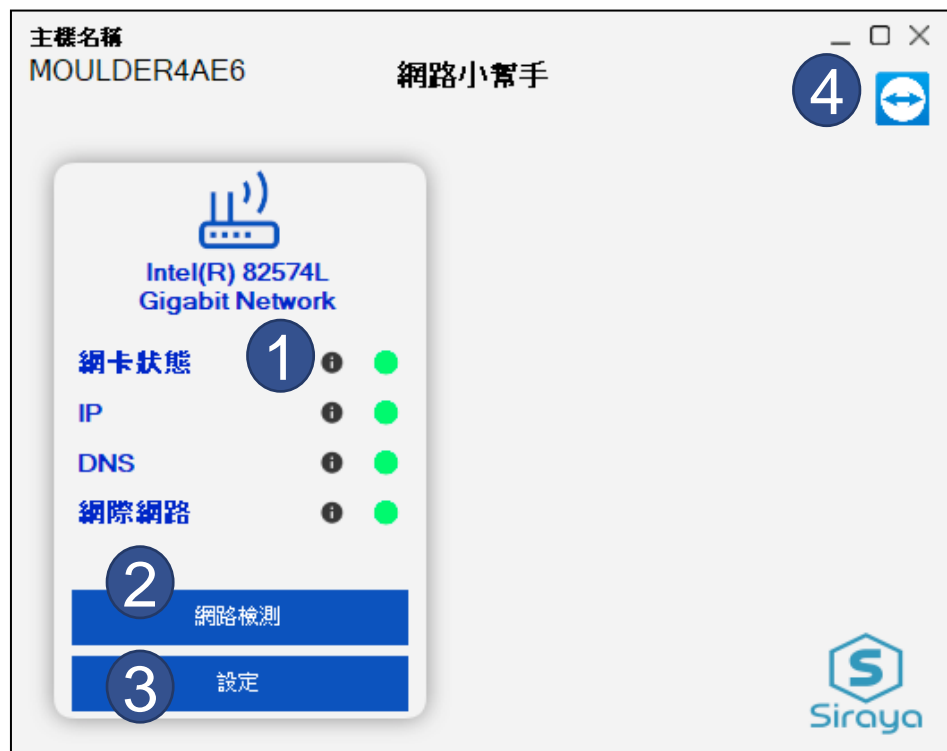 主機名稱
MOULDER4AE6
網路小幫手
4
Intel(R) 82574L
Gigabit Network
1
網卡狀態
IP
DNS
網際網路
2
網路檢測
3
設定
S
Siraya